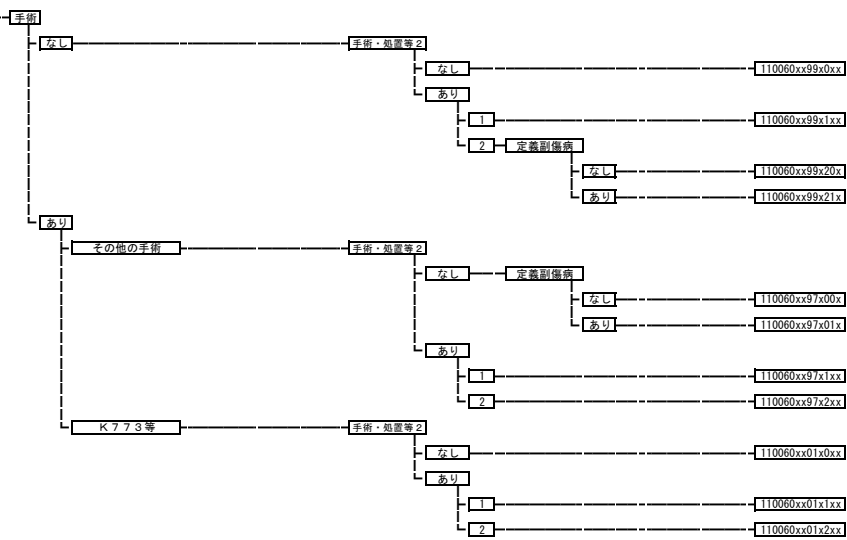 手術
なし 手術・処置等2
なし 110060xx99x0xx
あり
1 110060xx99x1xx
2 定義副傷病
なし 110060xx99x20x
あり 110060xx99x21x
あり
その他の手術 手術・処置等2
なし 定義副傷病
なし 110060xx97x00x
あり 110060xx97x01x
あり
1 110060xx97x1xx
2 110060xx97x2xx
K773等 手術・処置等2
なし 110060xx01x0xx
あり
1 110060xx01x1xx
2 110060xx01x2xx